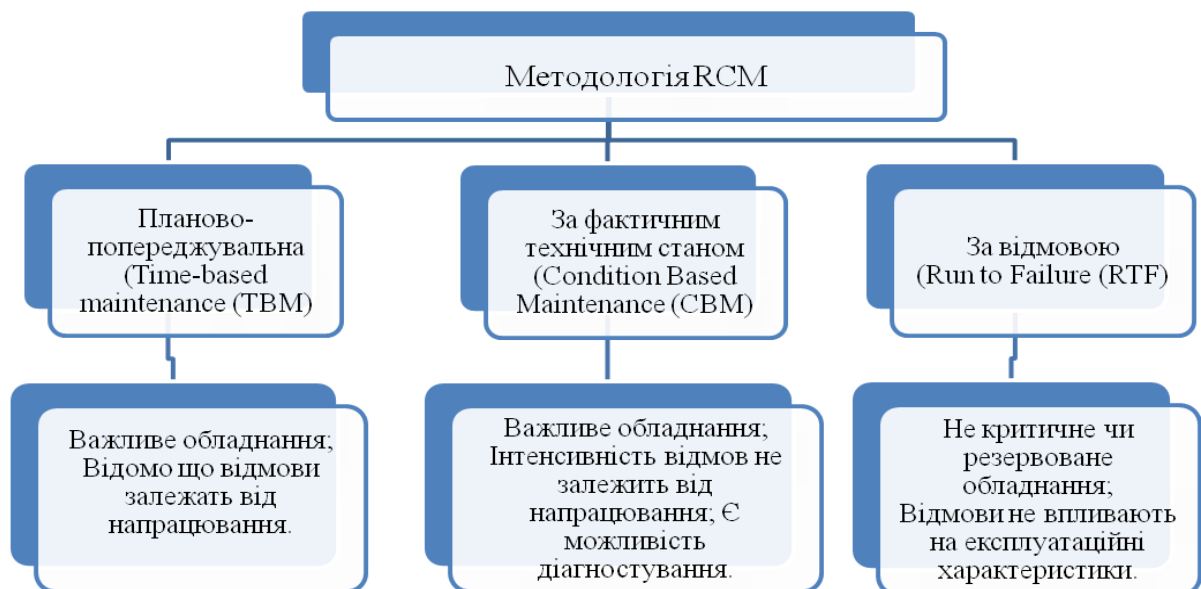 Методологія RCM
Планово-
попереджувальна
(Time-based
maintenance (TBM)
За фактичним
технічним станом
(Condition Based
Maintenance (CBM)
За відмовою
(Run to Failure (RTF)
Важливе обладнання;
Відомо що відмови
залежать від
напрацювання.
Важливе обладнання;
Інтенсивність відмов не
залежить від
напрацювання; Є
можливість
діагностування.
Не критичне чи
резервоване
обладнання;
Відмови не впливають
на експлуатаційні
характеристики.